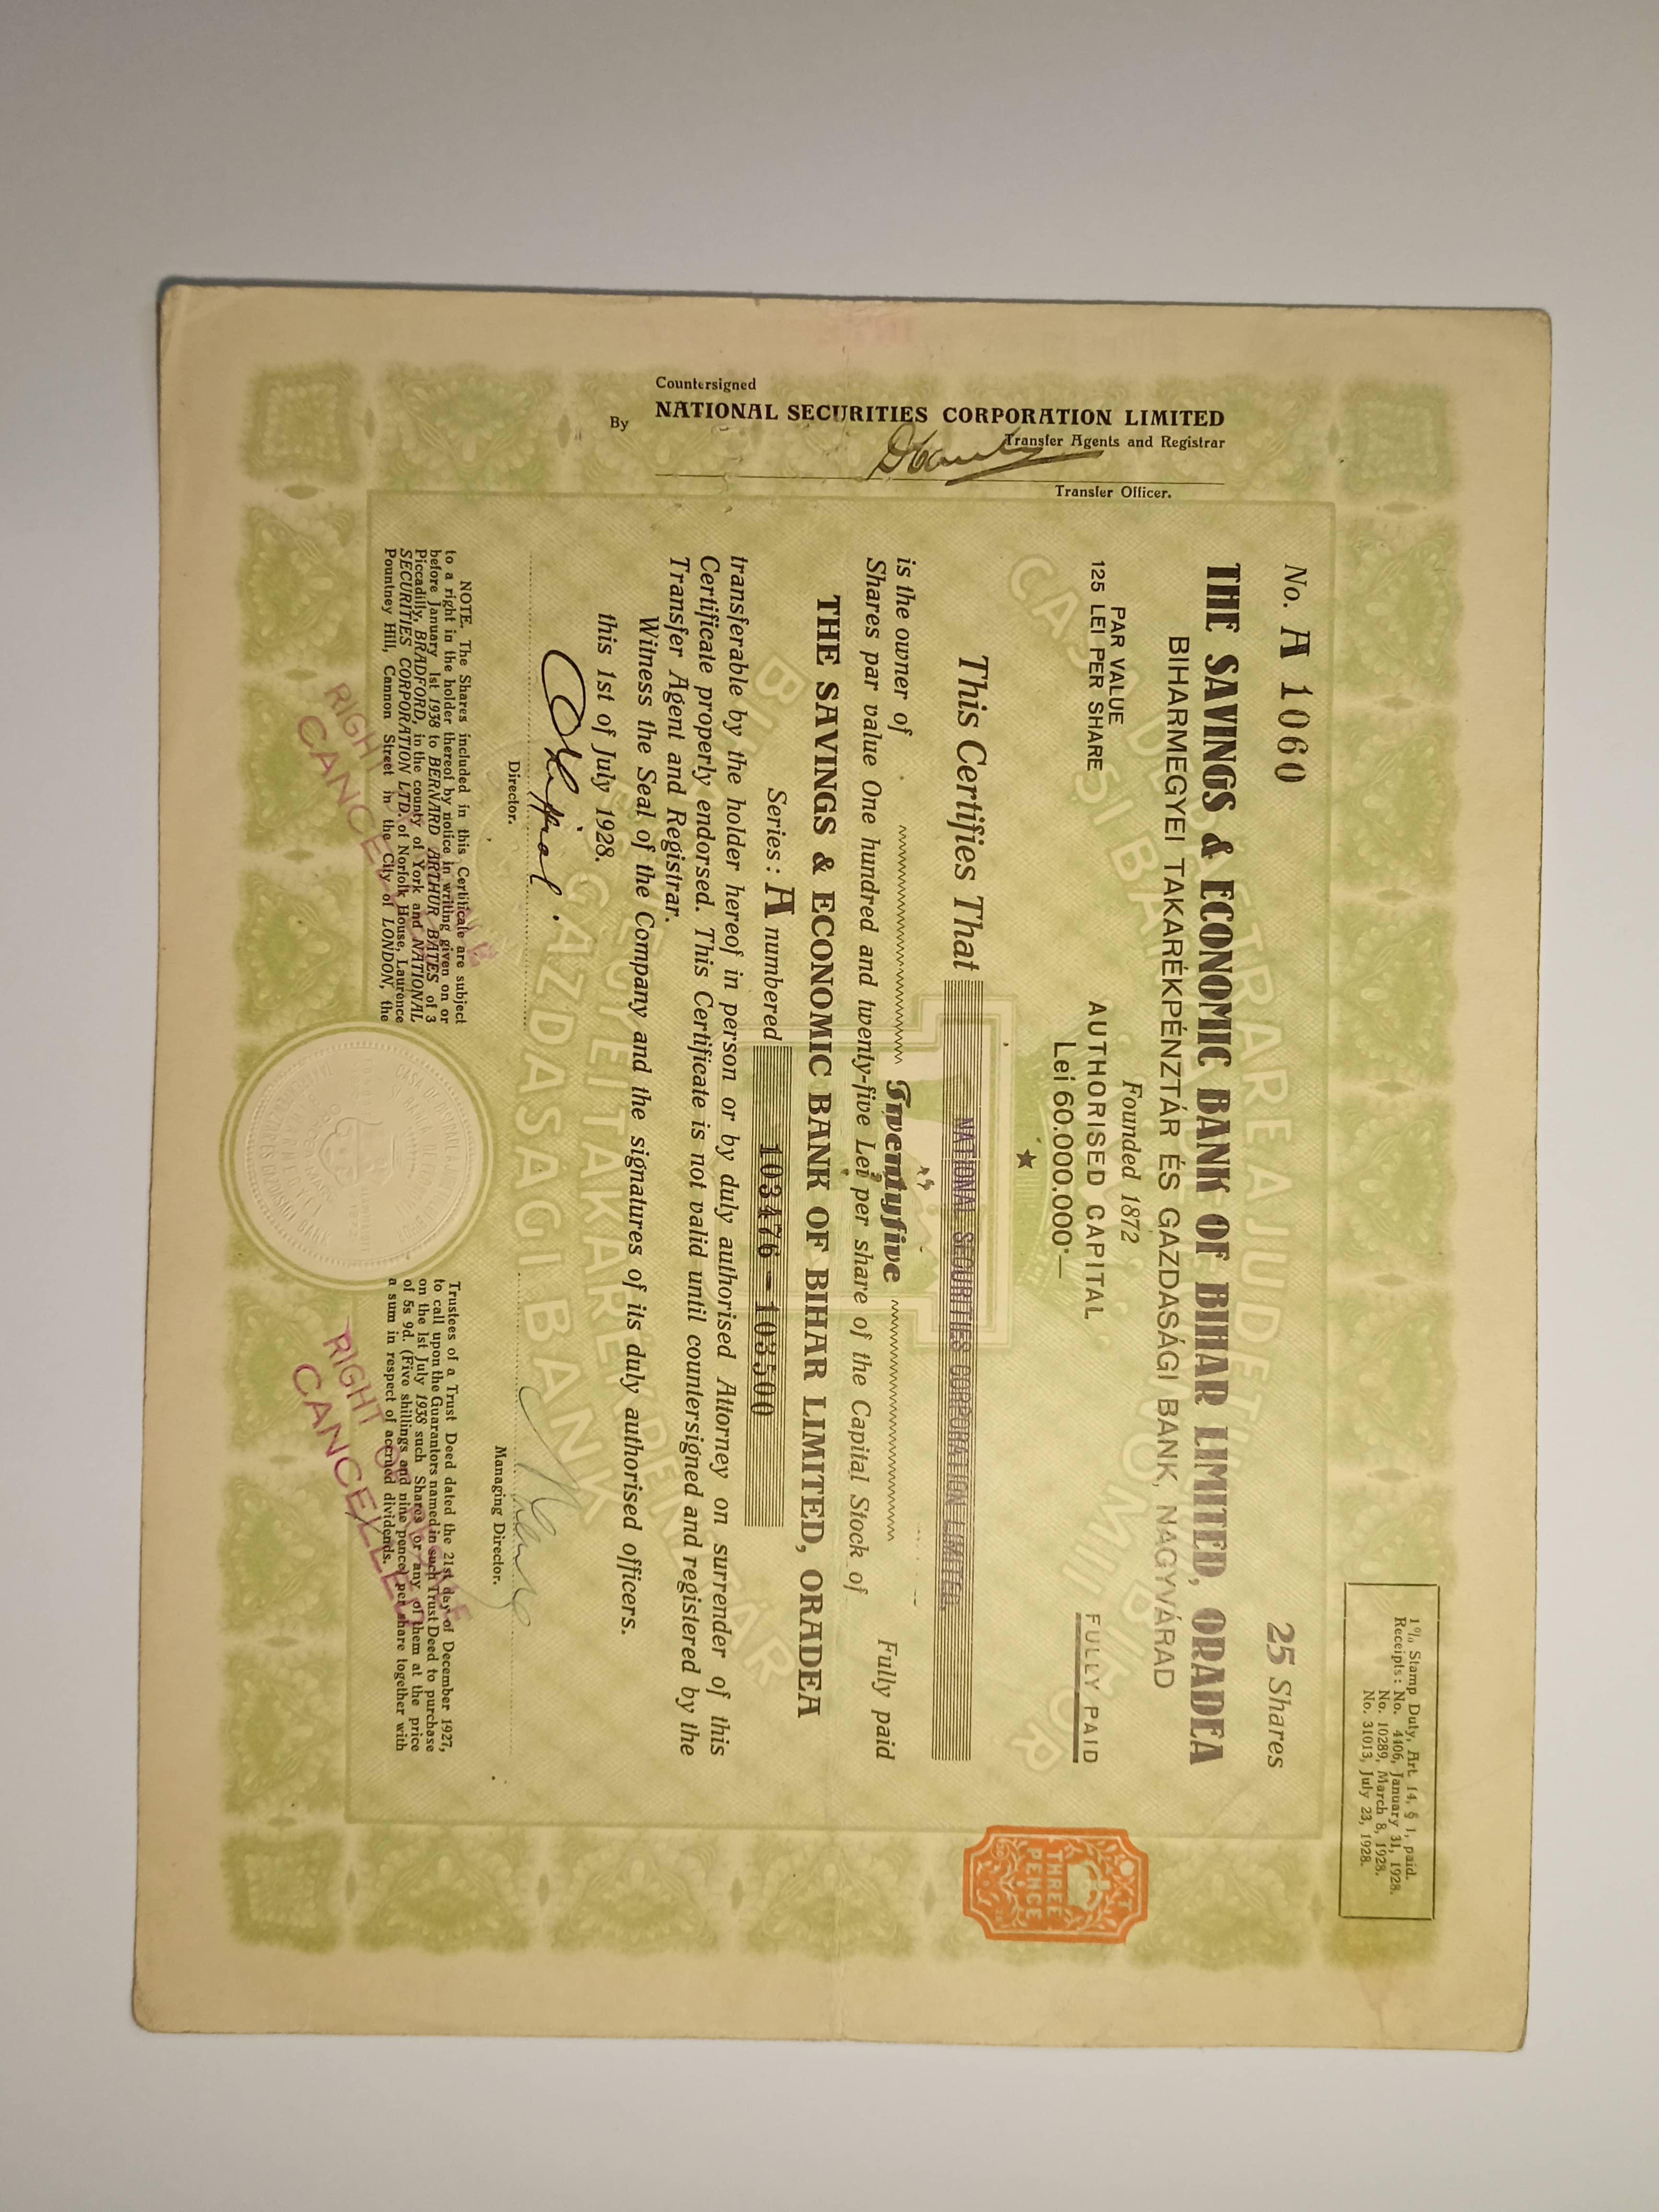 1% Stamp Duty, Art. 14, § 1, paid.
Receipts: No. 4406, January 31, 1928.
No. 10289, March 8, 1928.
No. 31013, July 23, 1928.
No. A 1060
25 Shares
THE SAVINGS & ECONOMIC BANK OF BIHAR LIMITED, ORADEA
BIHARMEGYEI TAKARÉKPÉNZTÁR ÉS GAZDASÁGI BANK, NAGYVÁRAD
Founded 1872
PAR VALUE
125 LEI PER SHARE
AUTHORISED CAPITAL
Lei 60.000.000·—
FULLY PAID
This Certifies That NATIONAL SECURITIES CORPORATION LIMITED.
is the owner of Twentyfive Fully paid
Shares par value One hundred and twenty-five Lei per share of the Capital Stock of
THE SAVINGS & ECONOMIC BANK OF BIHAR LIMITED, ORADEA
Series: A numbered 103476 — 103500
transferable by the holder hereof in person or by duly authorised Attorney on surrender of this
Certificate properly endorsed. This Certificate is not valid until countersigned and registered by the
Transfer Agent and Registrar.
Witness the Seal of the Company and the signatures of its duly authorised officers.
this 1st of July 1928.
Director.
Managing Director.
NOTE. The Shares included in this Certificate are subject
to a right in the holder thereof by notice in writing given on or
before January 1st 1938 to BERNARD ARTHUR BATES of 3
Piccadilly, BRADFORD, in the county of York and NATIONAL
SECURITIES CORPORATION LTD. of Norfolk House, Laurence
Pountney Hill, Cannon Street in the City of LONDON, the
Trustees of a Trust Deed dated the 21st day of December 1927,
to call upon the Guarantors named in such Trust Deed to purchase
on the 1st July 1938 such Shares or any of them at the price
of 5s 9d. (Five shillings and nine pence) per share together with
a sum in respect of accrued dividends.
RIGHT
CANCELLED
RIGHT OF
CANCELLED
Countersigned
NATIONAL SECURITIES CORPORATION LIMITED
Transfer Agents and Registrar
By
Transfer Officer.
THREE
PENCE